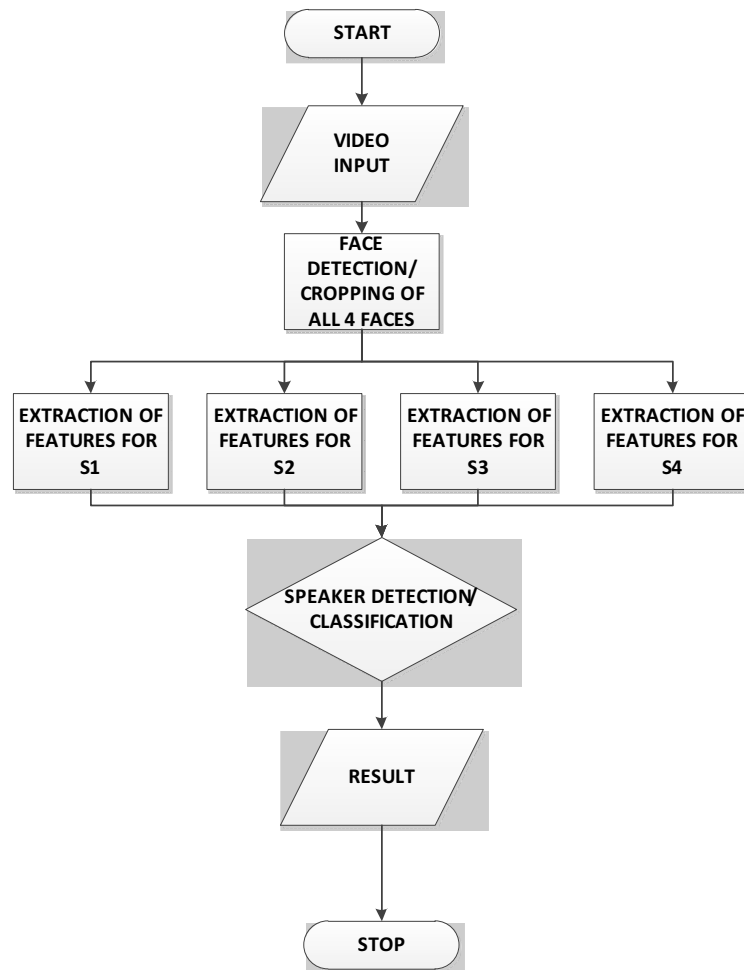 START
VIDEO
INPUT
FACE
DETECTION/
CROPPING OF
ALL 4 FACES
EXTRACTION OF
FEATURES FOR
S1
EXTRACTION OF
FEATURES FOR
S2
EXTRACTION OF
FEATURES FOR
S3
EXTRACTION OF
FEATURES FOR
S4
SPEAKER DETECTION/
CLASSIFICATION
RESULT
STOP